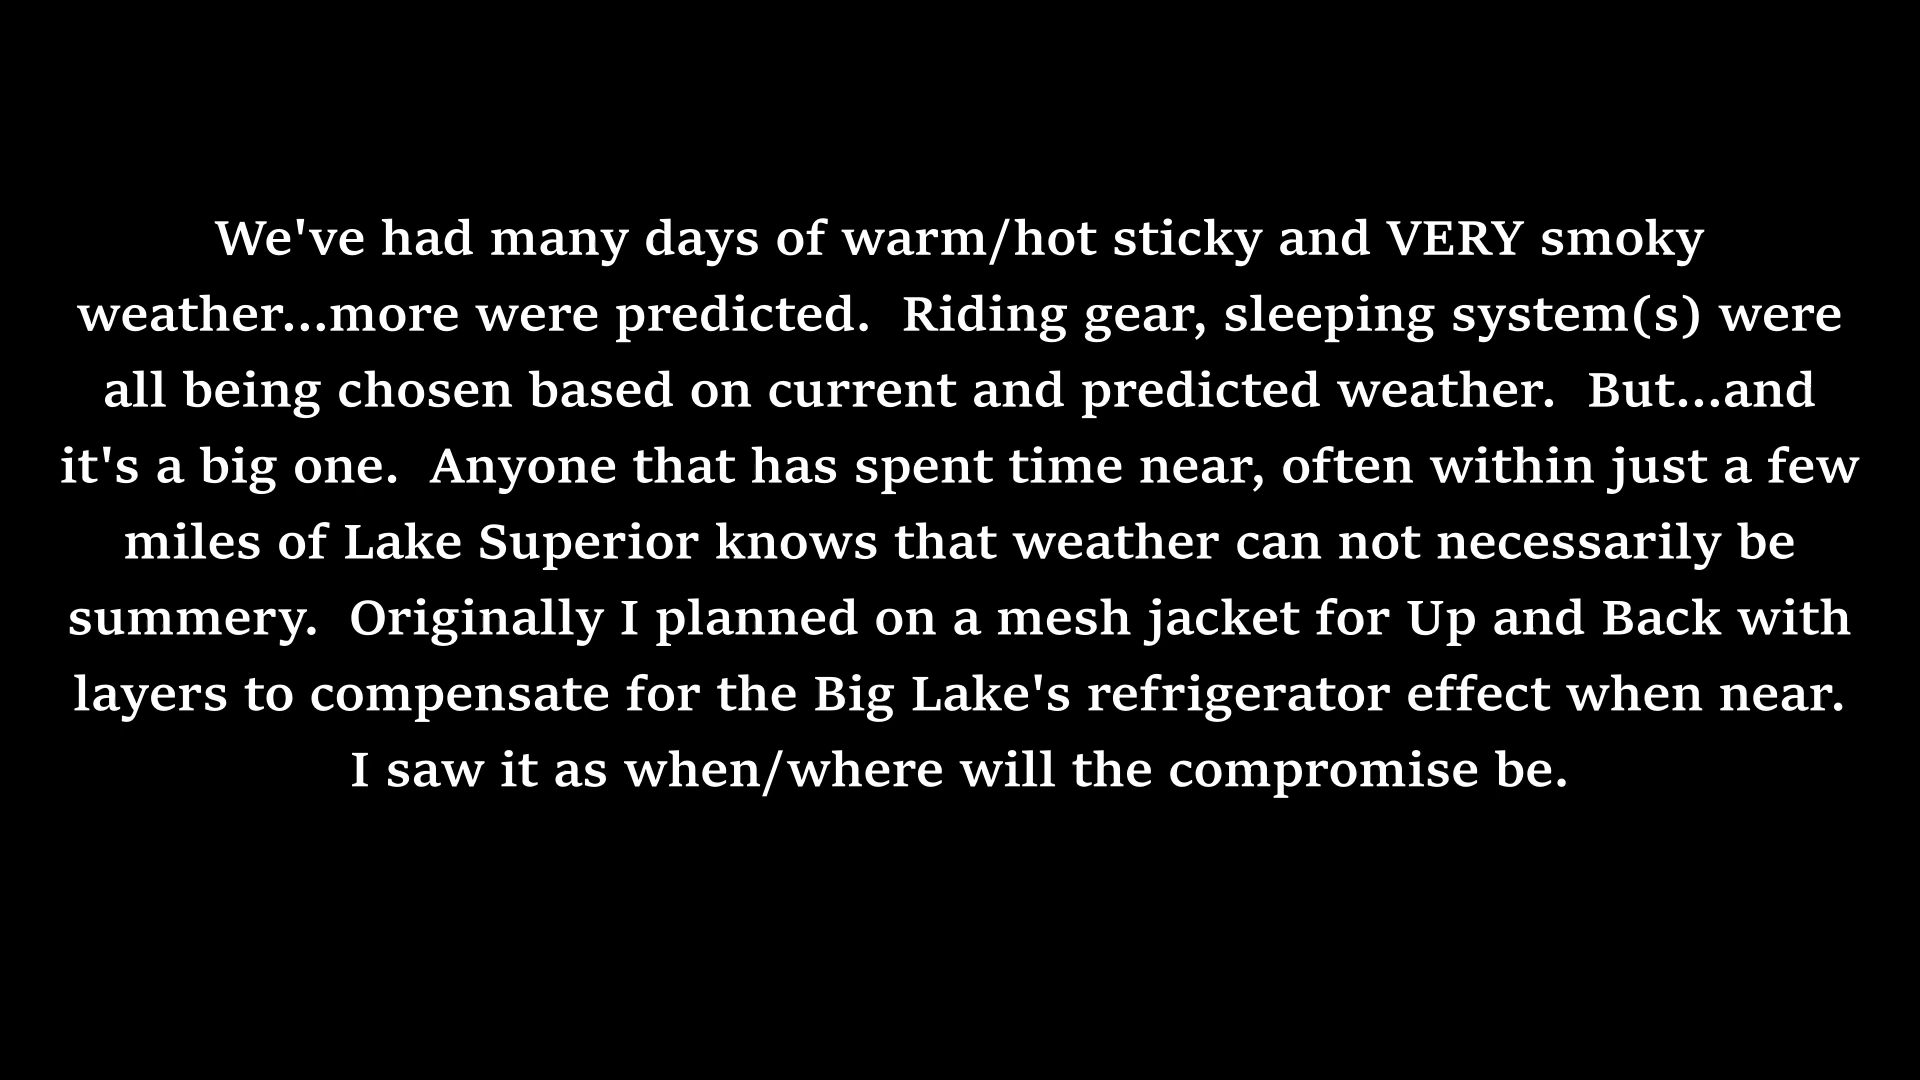 We've had many days of warm/hot sticky and VERY smoky
weather...more were predicted.  Riding gear, sleeping system(s) were
all being chosen based on current and predicted weather.  But...and
it's a big one.  Anyone that has spent time near, often within just a few
miles of Lake Superior knows that weather can not necessarily be
summery.  Originally I planned on a mesh jacket for Up and Back with
layers to compensate for the Big Lake's refrigerator effect when near.
I saw it as when/where will the compromise be.